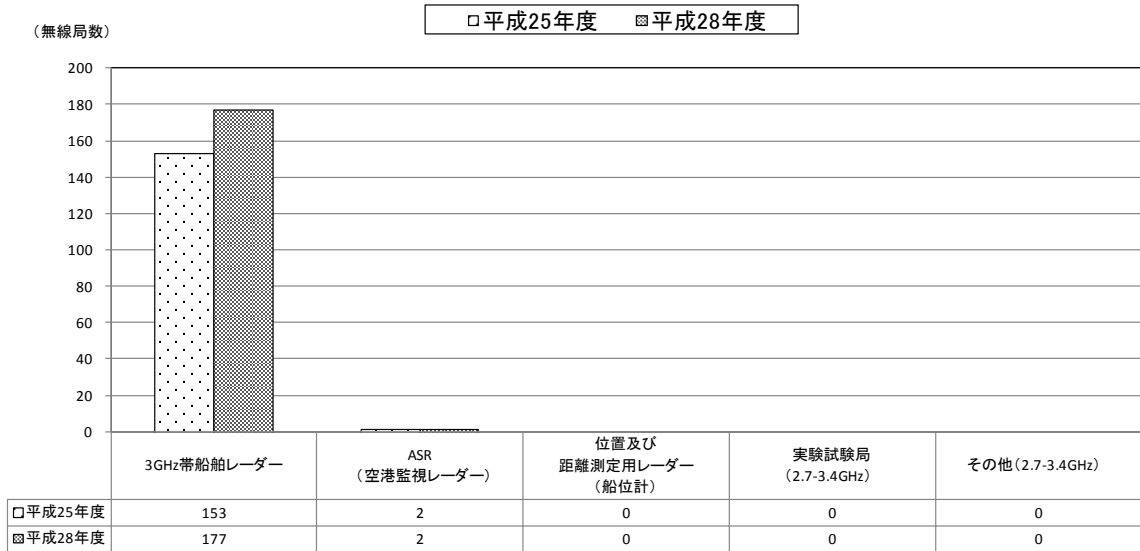 □平成25年度 ▩平成28年度
（無線局数）
200
180
160
140
120
100
80
60
40
20
0
3GHz帯船舶レーダー
ASR
（空港監視レーダー）
位置及び
距離測定用レーダー
（船位計）
実験試験局
（2.7-3.4GHz）
その他（2.7-3.4GHz）
□平成25年度 153 2 0 0 0
▩平成28年度 177 2 0 0 0